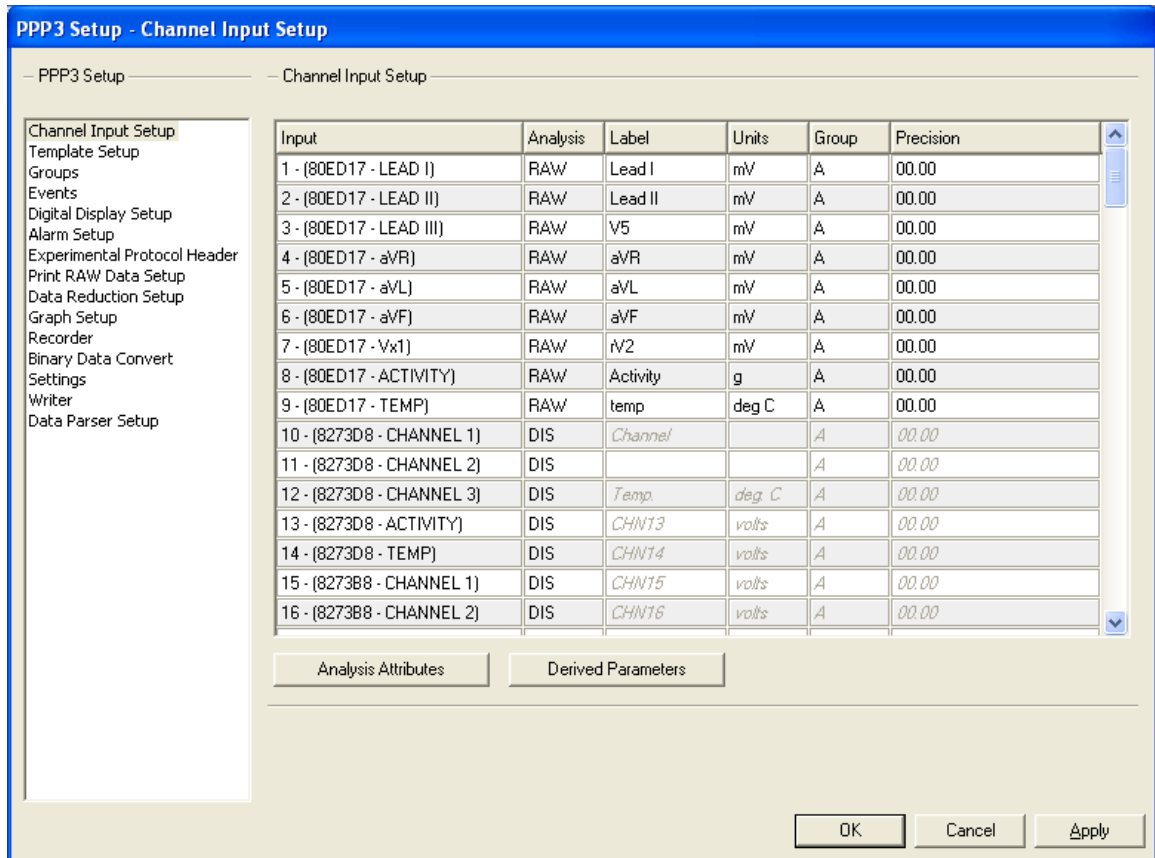 PPP3 Setup - Channel Input Setup
PPP3 Setup
Channel Input Setup
Template Setup
Groups
Events
Digital Display Setup
Alarm Setup
Experimental Protocol Header
Print RAW Data Setup
Data Reduction Setup
Graph Setup
Recorder
Binary Data Convert
Settings
Writer
Data Parser Setup
Channel Input Setup
Input Analysis Label Units Group Precision
1 - (80ED17 - LEAD I) RAW Lead I mV A 00.00
2 - (80ED17 - LEAD II) RAW Lead II mV A 00.00
3 - (80ED17 - LEAD III) RAW V5 mV A 00.00
4 - (80ED17 - aVR) RAW aVR mV A 00.00
5 - (80ED17 - aVL) RAW aVL mV A 00.00
6 - (80ED17 - aVF) RAW aVF mV A 00.00
7 - (80ED17 - Vx1) RAW rV2 mV A 00.00
8 - (80ED17 - ACTIVITY) RAW Activity g A 00.00
9 - (80ED17 - TEMP) RAW temp deg C A 00.00
10 - (8273D8 - CHANNEL 1) DIS Channel A 00.00
11 - (8273D8 - CHANNEL 2) DIS A 00.00
12 - (8273D8 - CHANNEL 3) DIS Temp. deg. C A 00.00
13 - (8273D8 - ACTIVITY) DIS CHN13 volts A 00.00
14 - (8273D8 - TEMP) DIS CHN14 volts A 00.00
15 - (8273B8 - CHANNEL 1) DIS CHN15 volts A 00.00
16 - (8273B8 - CHANNEL 2) DIS CHN16 volts A 00.00
Analysis Attributes Derived Parameters
OK Cancel Apply